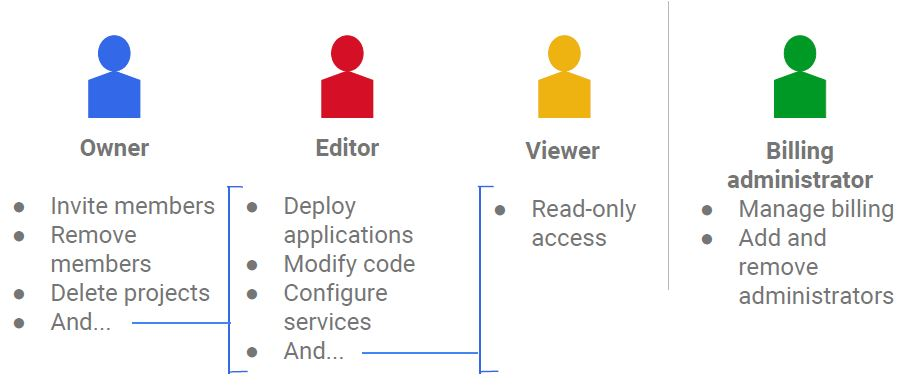 Owner
● Invite members
● Remove
members
● Delete projects
● And...
Editor
● Deploy
applications
● Modify code
● Configure
services
● And...
Viewer
● Read-only
access
Billing
administrator
● Manage billing
● Add and
remove
administrators